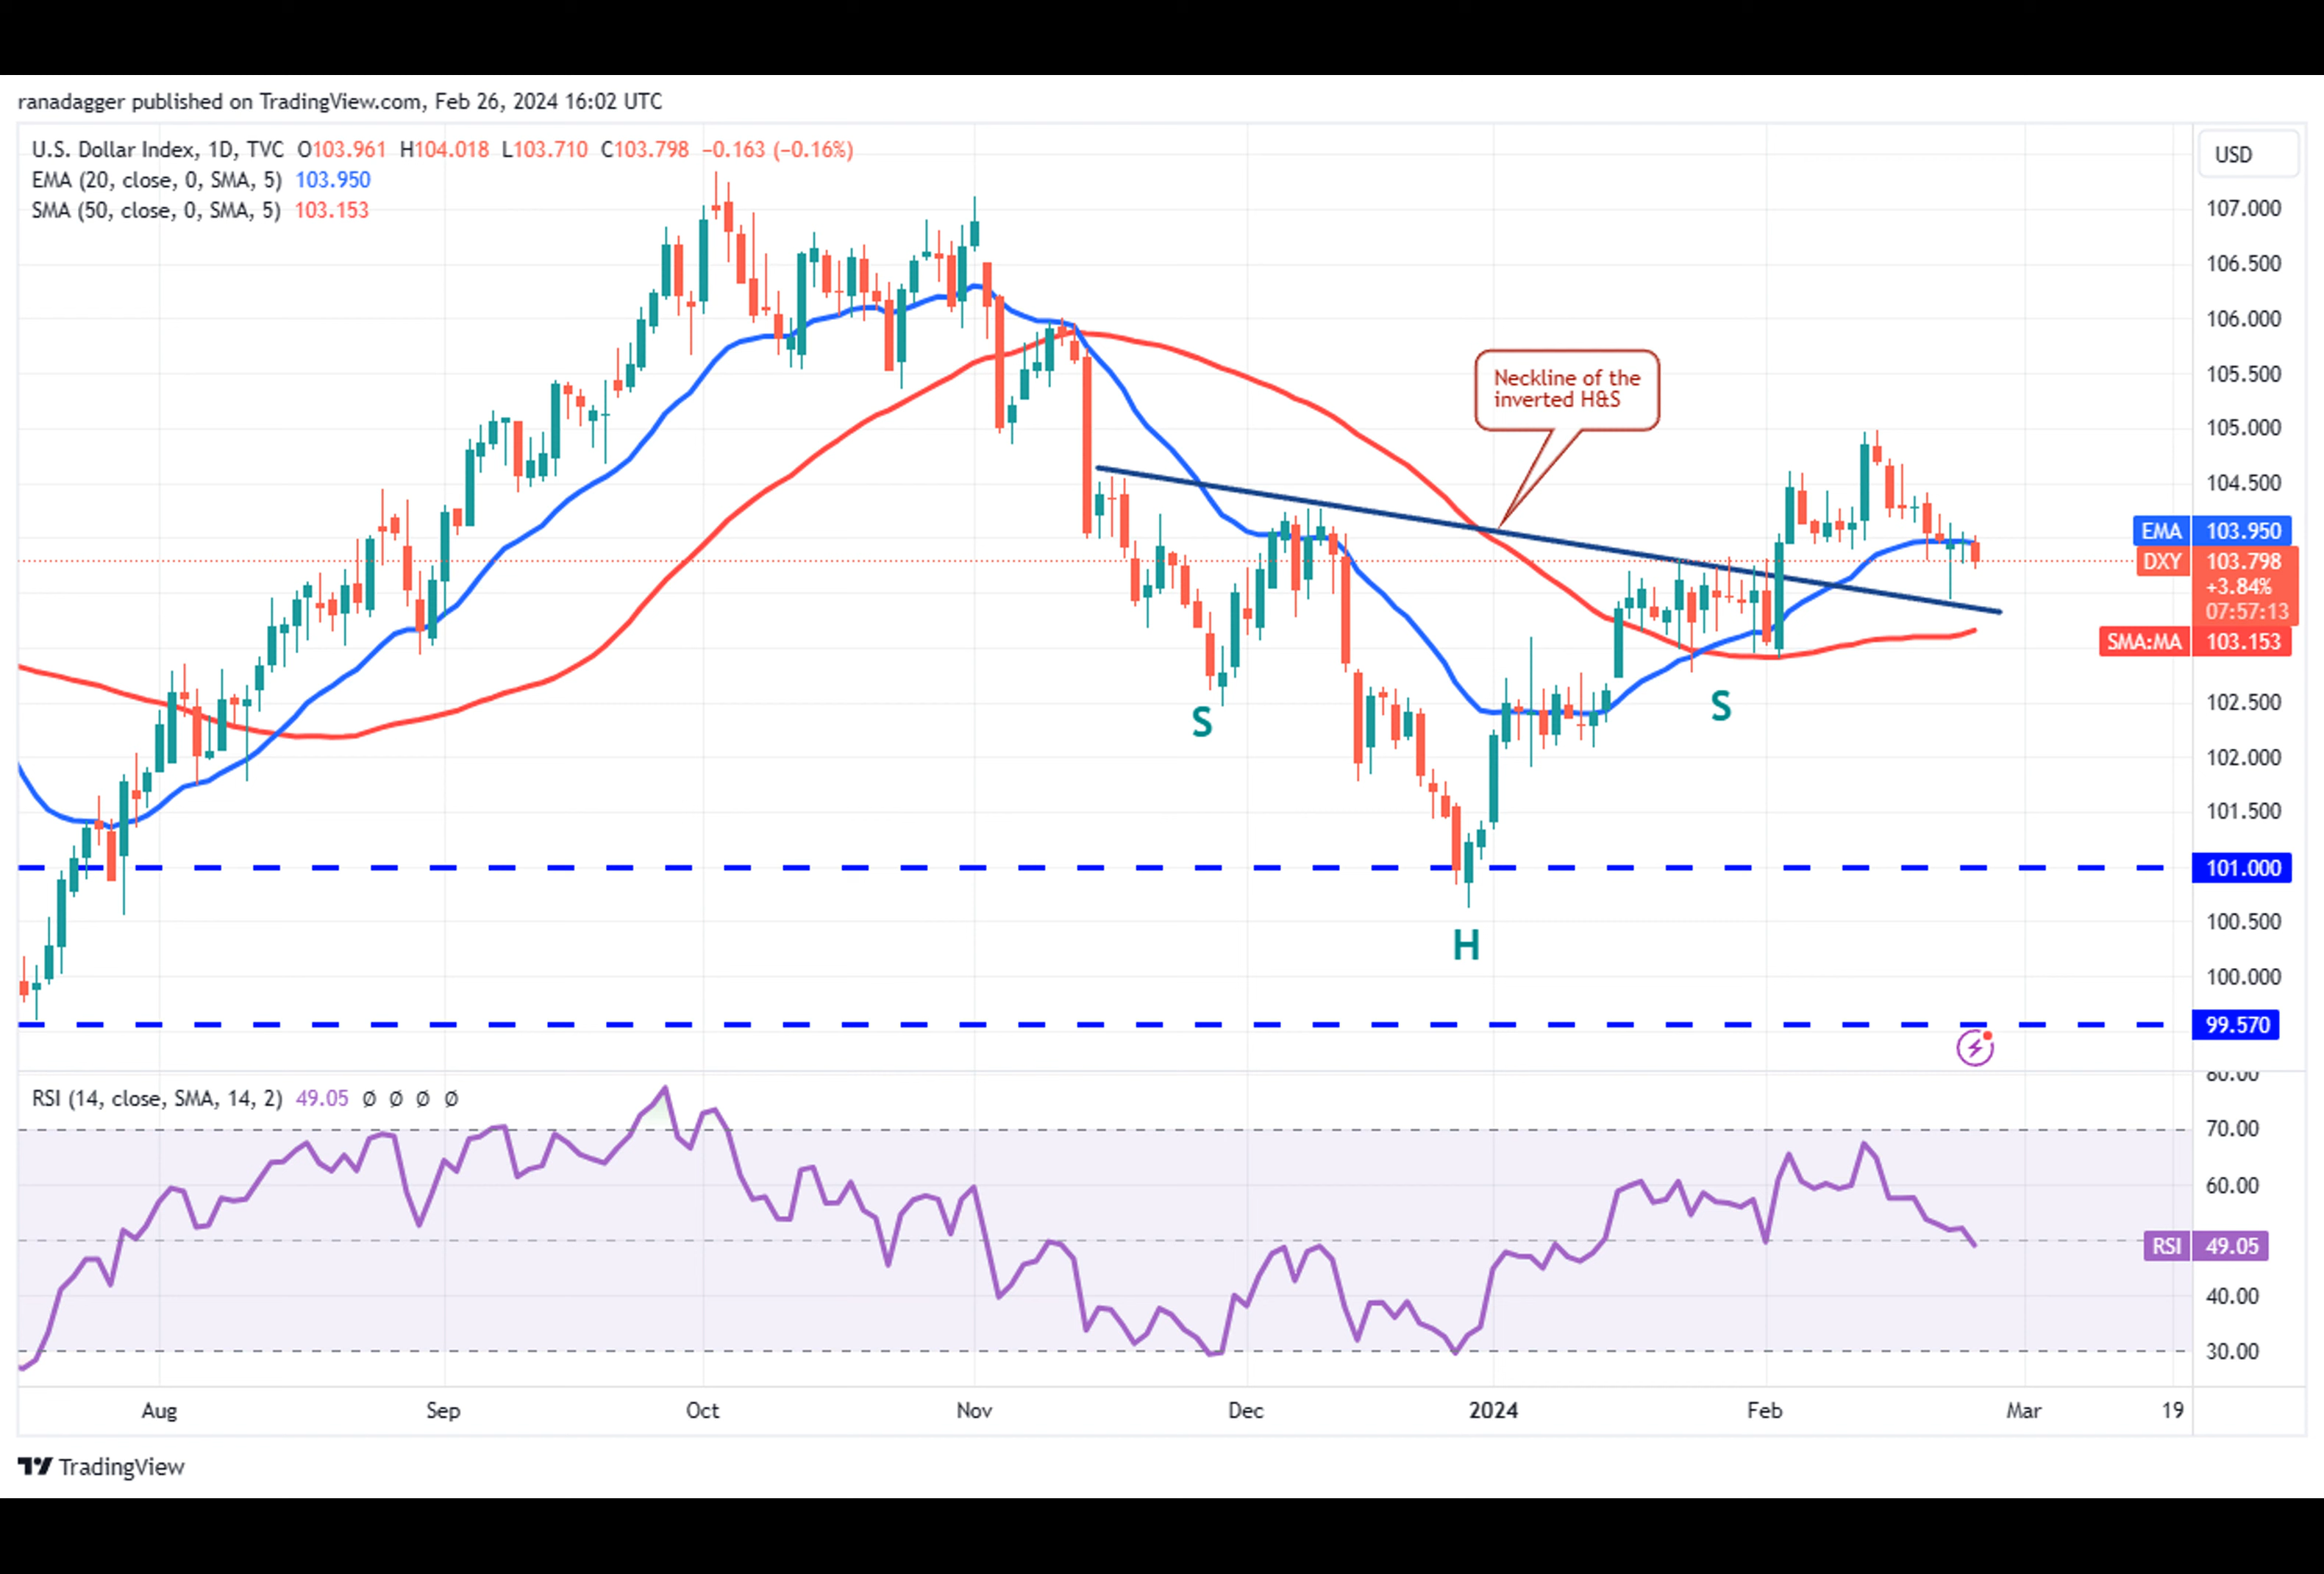 ranadagger published on TradingView.com, Feb 26, 2024 16:02 UTC
U.S. Dollar Index, 1D, TVC O103.961 H104.018 L103.710 C103.798 −0.163 (−0.16%)
EMA (20, close, 0, SMA, 5) 103.950
SMA (50, close, 0, SMA, 5) 103.153
USD
107.000
106.500
106.000
105.500
105.000
104.500
EMA 103.950
DXY 103.798
+3.84%
07:57:13
SMA:MA 103.153
102.500
102.000
101.500
101.000
100.500
100.000
99.570
Neckline of the
inverted H&S
S
H
S
RSI (14, close, SMA, 14, 2) 49.05 Ø Ø Ø Ø
80.00
70.00
60.00
RSI 49.05
40.00
30.00
Aug Sep Oct Nov Dec 2024 Feb Mar 19
TradingView